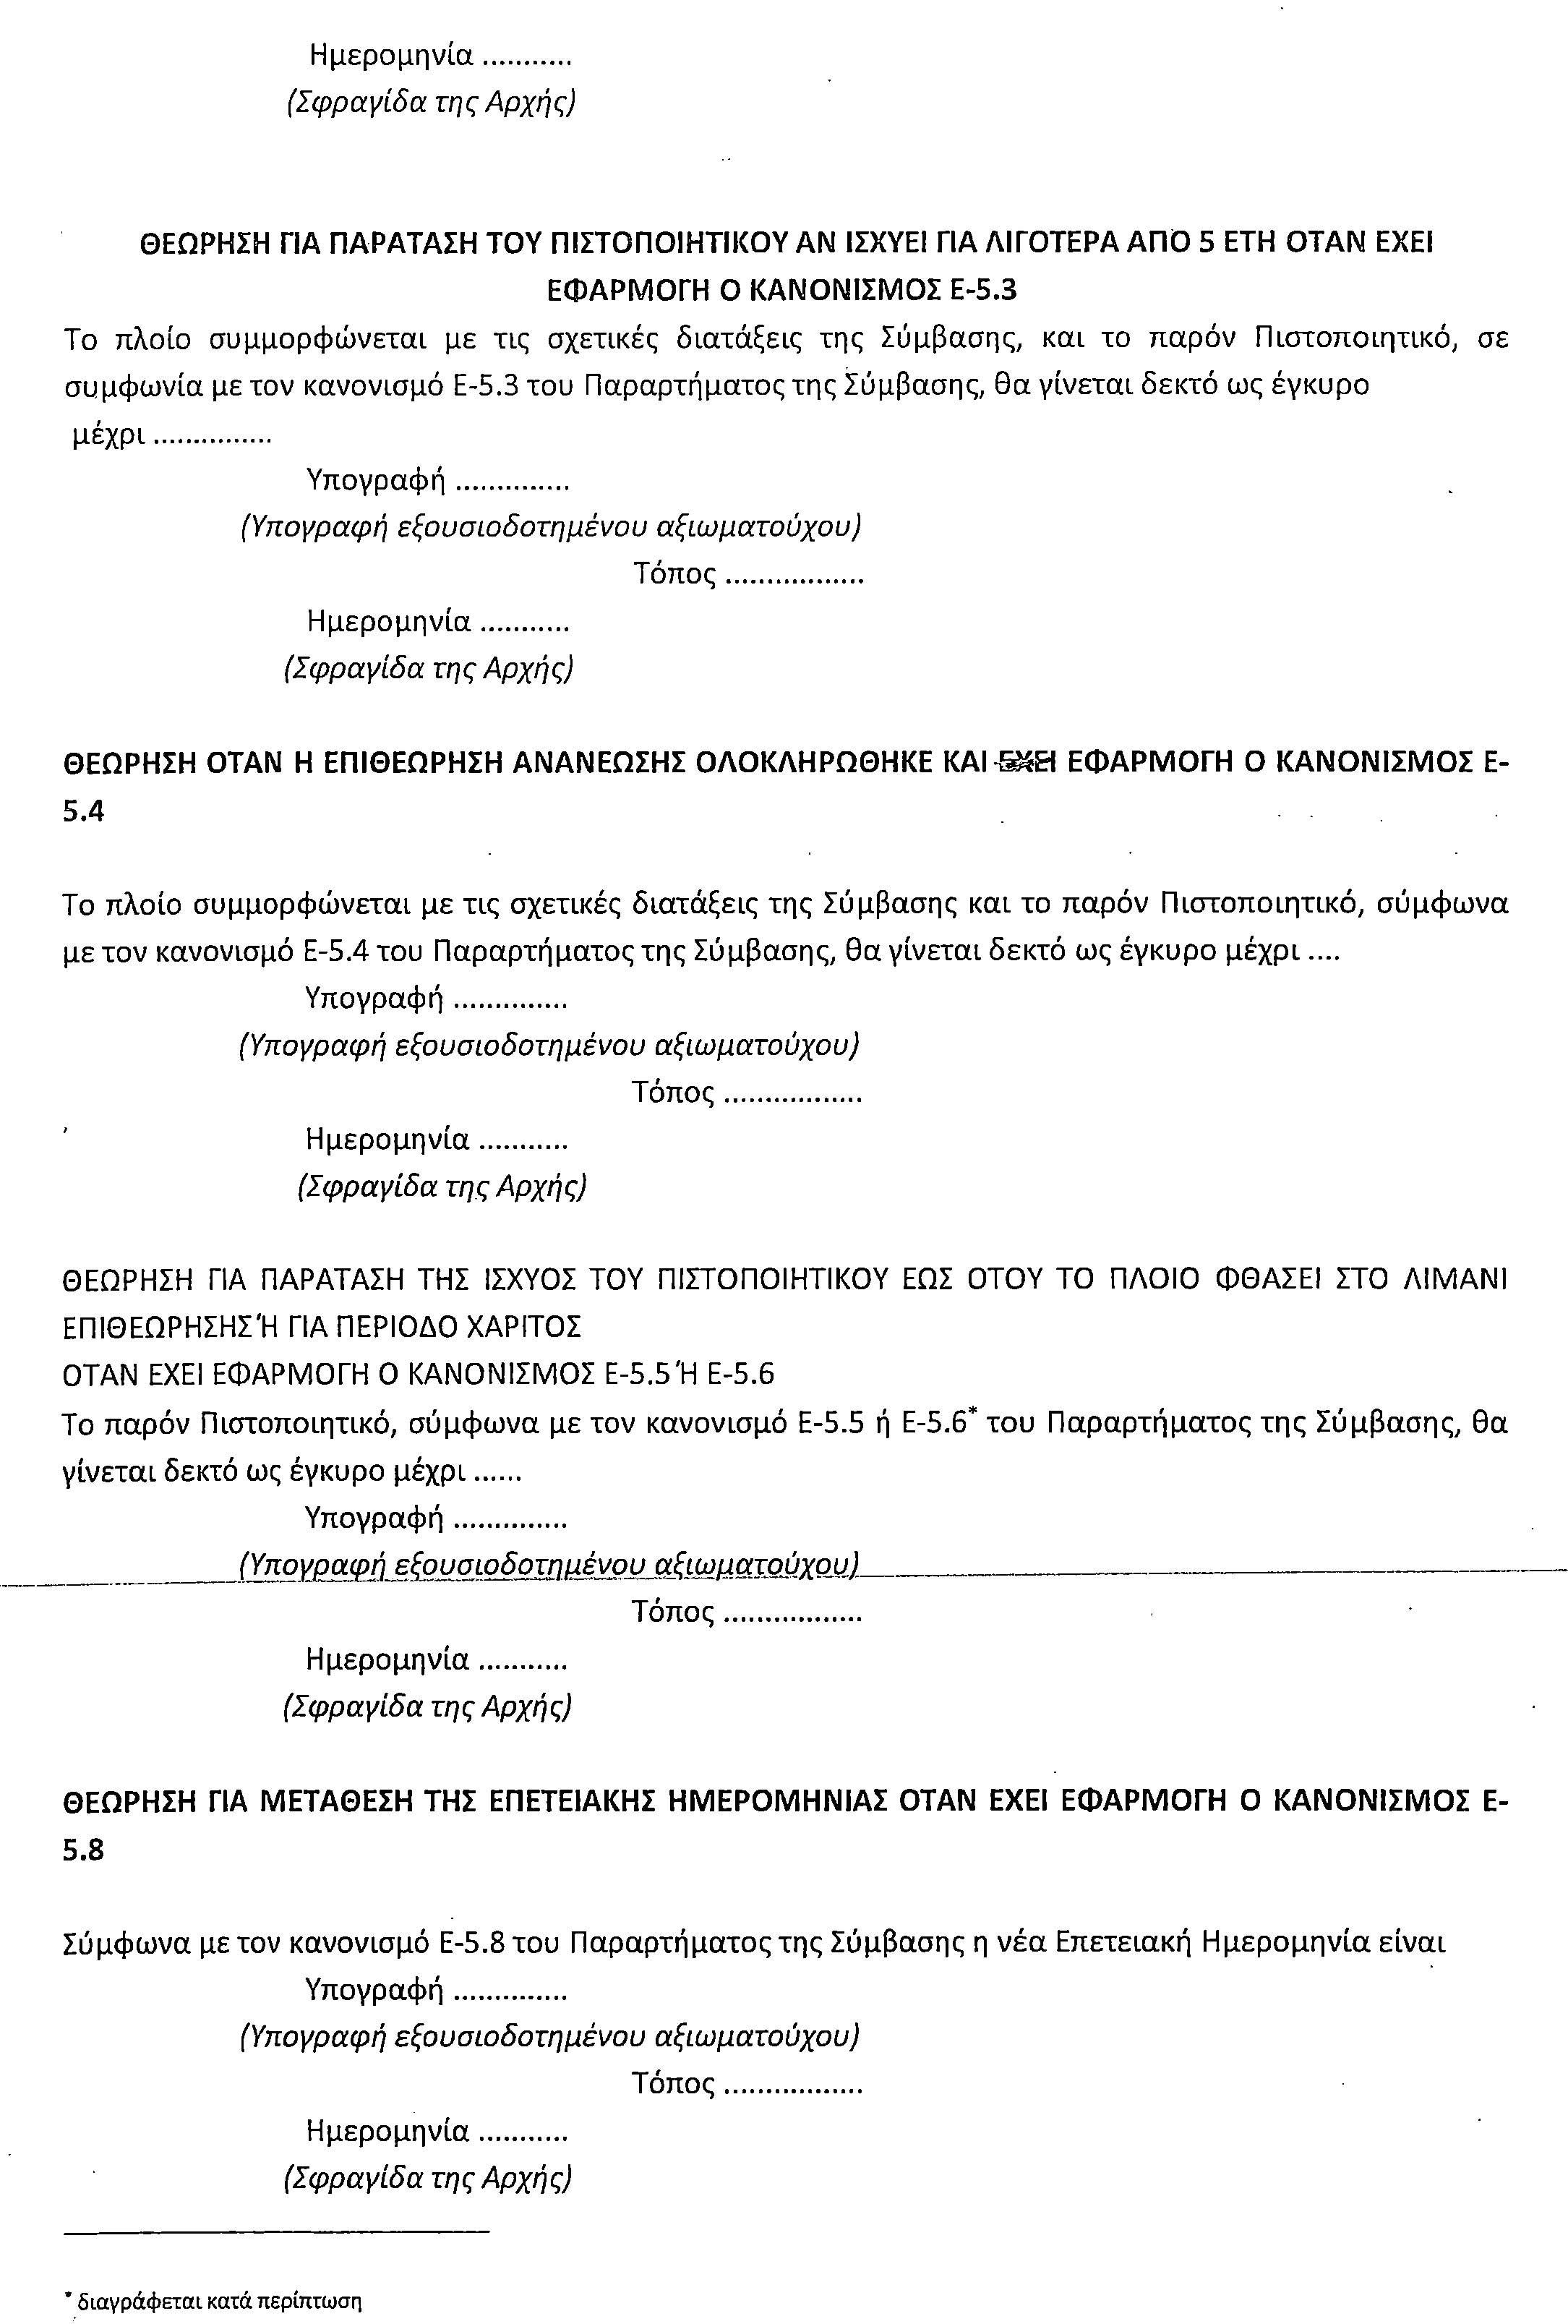 Ημερομηνία ...........
(Σφραγίδα της Αρχής)
ΘΕΩΡΗΣΗ ΓΙΑ ΠΑΡΑΤΑΣΗ ΤΟΥ ΠΙΣΤΟΠΟΙΗΤΙΚΟΥ ΑΝ ΙΣΧΥΕΙ ΓΙΑ ΛΙΓΟΤΕΡΑ ΑΠΟ 5 ΕΤΗ ΟΤΑΝ ΕΧΕΙ
ΕΦΑΡΜΟΓΗ Ο ΚΑΝΟΝΙΣΜΟΣ Ε-5.3
Το πλοίο συμμορφώνεται με τις σχετικές διατάξεις της Σύμβασης, και το παρόν Πιστοποιητικό, σε
συμφωνία με τον κανονισμό Ε-5.3 του Παραρτήματος της Σύμβασης, θα γίνεται δεκτό ως έγκυρο
μέχρι ...............
Υπογραφή ..............
(Υπογραφή εξουσιοδοτημένου αξιωματούχου)
Τόπος .................
Ημερομηνία ...........
(Σφραγίδα της Αρχής)
ΘΕΩΡΗΣΗ ΟΤΑΝ Η ΕΠΙΘΕΩΡΗΣΗ ΑΝΑΝΕΩΣΗΣ ΟΛΟΚΛΗΡΩΘΗΚΕ ΚΑΙ ΕΧΕΙ ΕΦΑΡΜΟΓΗ Ο ΚΑΝΟΝΙΣΜΟΣ Ε-
5.4
Το πλοίο συμμορφώνεται με τις σχετικές διατάξεις της Σύμβασης και το παρόν Πιστοποιητικό, σύμφωνα
με τον κανονισμό Ε-5.4 του Παραρτήματος της Σύμβασης, θα γίνεται δεκτό ως έγκυρο μέχρι ....
Υπογραφή ..............
(Υπογραφή εξουσιοδοτημένου αξιωματούχου)
Τόπος .................
Ημερομηνία ...........
(Σφραγίδα της Αρχής)
ΘΕΩΡΗΣΗ ΓΙΑ ΠΑΡΑΤΑΣΗ ΤΗΣ ΙΣΧΥΟΣ ΤΟΥ ΠΙΣΤΟΠΟΙΗΤΙΚΟΥ ΕΩΣ ΟΤΟΥ ΤΟ ΠΛΟΙΟ ΦΘΑΣΕΙ ΣΤΟ ΛΙΜΑΝΙ
ΕΠΙΘΕΩΡΗΣΗΣ Ή ΓΙΑ ΠΕΡΙΟΔΟ ΧΑΡΙΤΟΣ
ΟΤΑΝ ΕΧΕΙ ΕΦΑΡΜΟΓΗ Ο ΚΑΝΟΝΙΣΜΟΣ Ε-5.5 Ή Ε-5.6
Το παρόν Πιστοποιητικό, σύμφωνα με τον κανονισμό Ε-5.5 ή Ε-5.6* του Παραρτήματος της Σύμβασης, θα
γίνεται δεκτό ως έγκυρο μέχρι ......
Υπογραφή ..............
(Υπογραφή εξουσιοδοτημένου αξιωματούχου)
Τόπος .................
Ημερομηνία ...........
(Σφραγίδα της Αρχής)
ΘΕΩΡΗΣΗ ΓΙΑ ΜΕΤΑΘΕΣΗ ΤΗΣ ΕΠΕΤΕΙΑΚΗΣ ΗΜΕΡΟΜΗΝΙΑΣ ΟΤΑΝ ΕΧΕΙ ΕΦΑΡΜΟΓΗ Ο ΚΑΝΟΝΙΣΜΟΣ Ε-
5.8
Σύμφωνα με τον κανονισμό Ε-5.8 του Παραρτήματος της Σύμβασης η νέα Επετειακή Ημερομηνία είναι
Υπογραφή ..............
(Υπογραφή εξουσιοδοτημένου αξιωματούχου)
Τόπος .................
Ημερομηνία ...........
(Σφραγίδα της Αρχής)
* διαγράφεται κατά περίπτωση